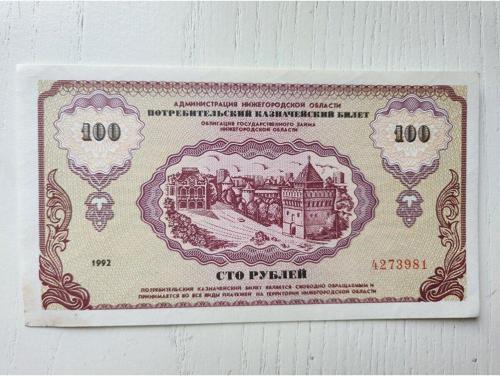 АДМИНИСТРАЦИЯ НИЖЕГОРОДСКОЙ ОБЛАСТИ
ПОТРЕБИТЕЛЬСКИЙ КАЗНАЧЕЙСКИЙ БИЛЕТ
ОБЛИГАЦИЯ ГОСУДАРСТВЕННОГО ЗАЙМА
НИЖЕГОРОДСКОЙ ОБЛАСТИ
100 100
1992
4273981
СТО РУБЛЕЙ
ПОТРЕБИТЕЛЬСКИЙ КАЗНАЧЕЙСКИЙ БИЛЕТ ЯВЛЯЕТСЯ СВОБОДНО ОБРАЩАЕМЫМ И
ПРИНИМАЕТСЯ ВО ВСЕ ВИДЫ ПЛАТЕЖЕЙ НА ТЕРРИТОРИИ НИЖЕГОРОДСКОЙ ОБЛАСТИ